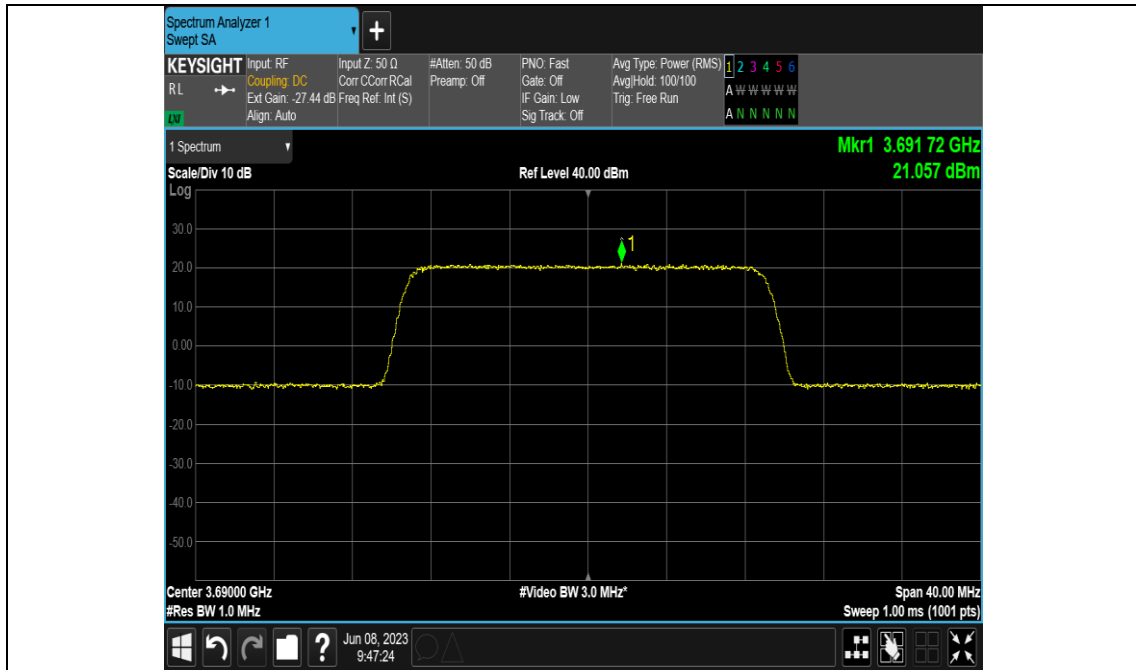 Spectrum Analyzer 1
Swept SA
+
KEYSIGHT Input: RF Input Z: 50 Ω #Atten: 50 dB PNO: Fast Avg Type: Power (RMS) 1 2 3 4 5 6
RL Coupling: DC Corr CCorr RCal Preamp: Off Gate: Off Avg|Hold: 100/100 A W W W W W
Ext Gain: -27.44 dB Freq Ref: Int (S) IF Gain: Low Trig: Free Run
LXI Align: Auto Sig Track: Off A N N N N N
1 Spectrum Mkr1 3.691 72 GHz
Scale/Div 10 dB Ref Level 40.00 dBm 21.057 dBm
Log
30.0
1
20.0
10.0
0.00
-10.0
-20.0
-30.0
-40.0
-50.0
Center 3.69000 GHz #Video BW 3.0 MHz* Span 40.00 MHz
#Res BW 1.0 MHz Sweep 1.00 ms (1001 pts)
? Jun 08, 2023
9:47:24